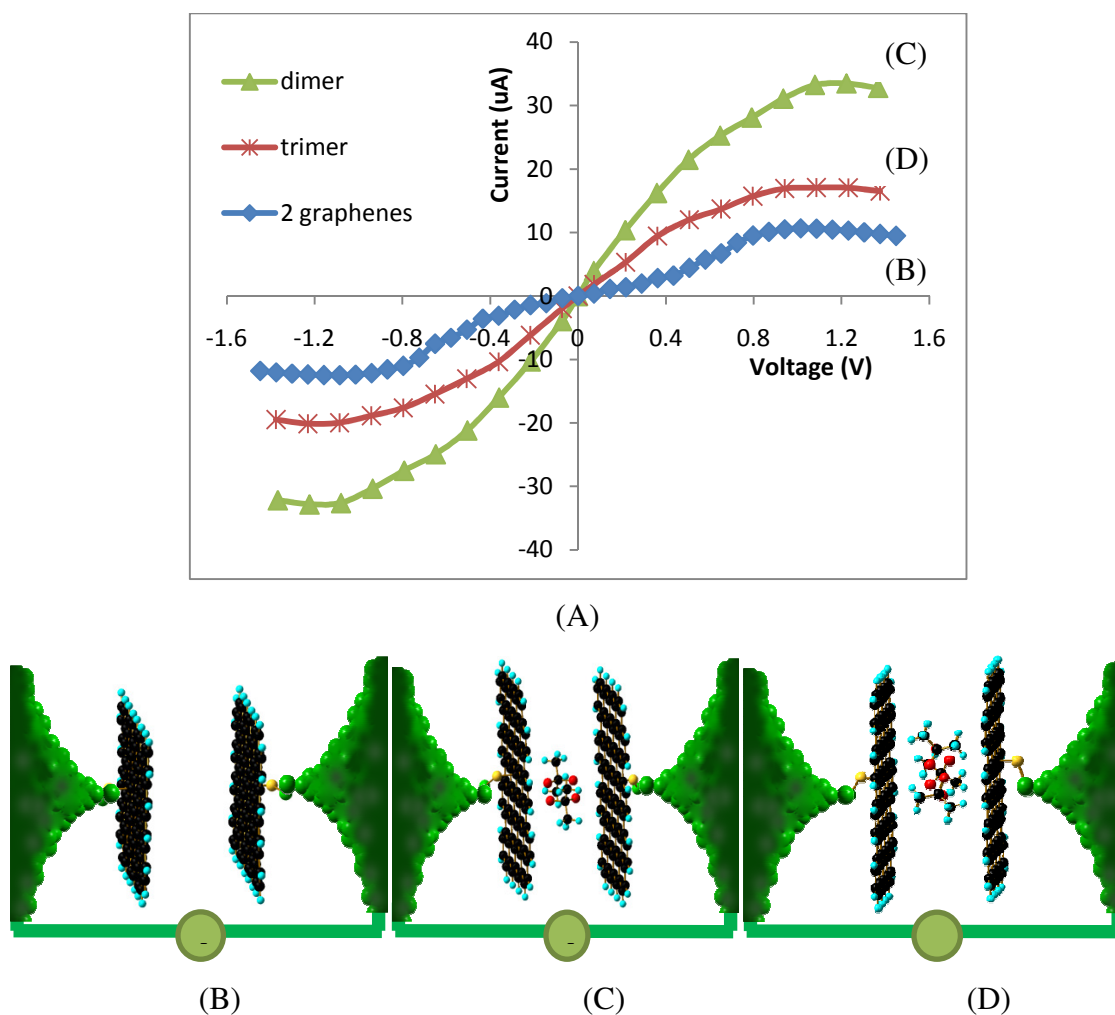 dimer
trimer
2 graphenes
Current (uA)
40
30
20
10
0
-10
-20
-30
-40
-1.6 -1.2 -0.8 -0.4 0 0.4 0.8 1.2 1.6
Voltage (V)
(C)
(D)
(B)
(A)
- -
(B) (C) (D)